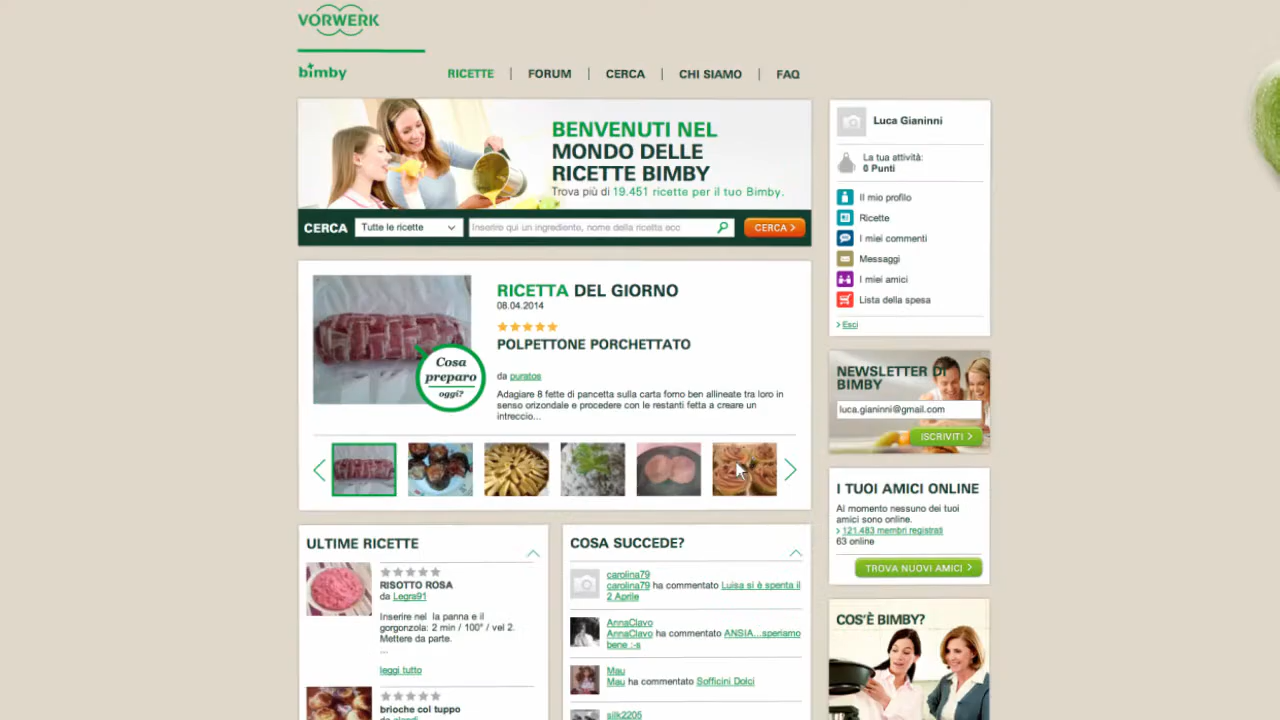 VORWERK
bimby
RICETTE | FORUM | CERCA | CHI SIAMO | FAQ
BENVENUTI NEL
MONDO DELLE
RICETTE BIMBY
Trova più di 19.451 ricette per il tuo Bimby.
CERCA Tutte le ricette Inserire qui un ingrediente, nome della ricetta ecc CERCA >
RICETTA DEL GIORNO
08.04.2014
POLPETTONE PORCHETTATO
da puratos
Adagiare 8 fette di pancetta sulla carta forno ben allineate tra loro in
senso orizondale e procedere con le restanti fetta a creare un
intreccio...
Cosa
preparo
oggi?
ULTIME RICETTE
RISOTTO ROSA
da Legra91
Inserire nel la panna e il
gorgonzola: 2 min / 100° / vel 2.
Mettere da parte.
...
leggi tutto
brioche col tuppo
COSA SUCCEDE?
carolina79
carolina79 ha commentato Luisa si è spenta il
2 Aprile
AnnaClavo
AnnaClavo ha commentato ANSIA...speriamo
bene :-s
Mau
Mau ha commentato Sofficini Dolci
silk2205
Luca Gianinni
La tua attività:
0 Punti
Il mio profilo
Ricette
I miei commenti
Messaggi
I miei amici
Lista della spesa
> Esci
NEWSLETTER DI
BIMBY
luca.gianinni@gmail.com
ISCRIVITI >
I TUOI AMICI ONLINE
Al momento nessuno dei tuoi
amici sono online.
> 121.483 membri registrati
63 online
TROVA NUOVI AMICI >
COS'È BIMBY?